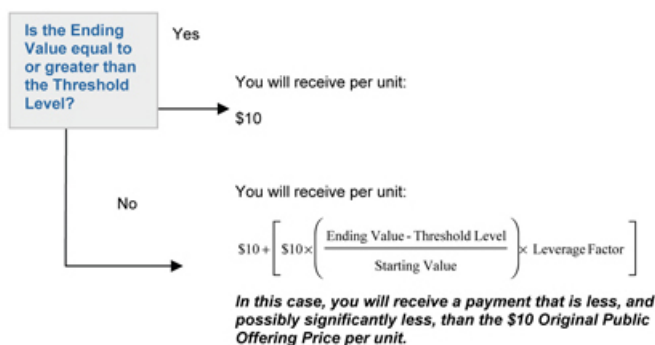 Is the Ending
Value equal to
or greater than
the Threshold
Level?
Yes
You will receive per unit:
$10
No
You will receive per unit:
$10+[$10×(Ending Value - Threshold Level
Starting Value)× Leverage Factor]
In this case, you will receive a payment that is less, and
possibly significantly less, than the $10 Original Public
Offering Price per unit.